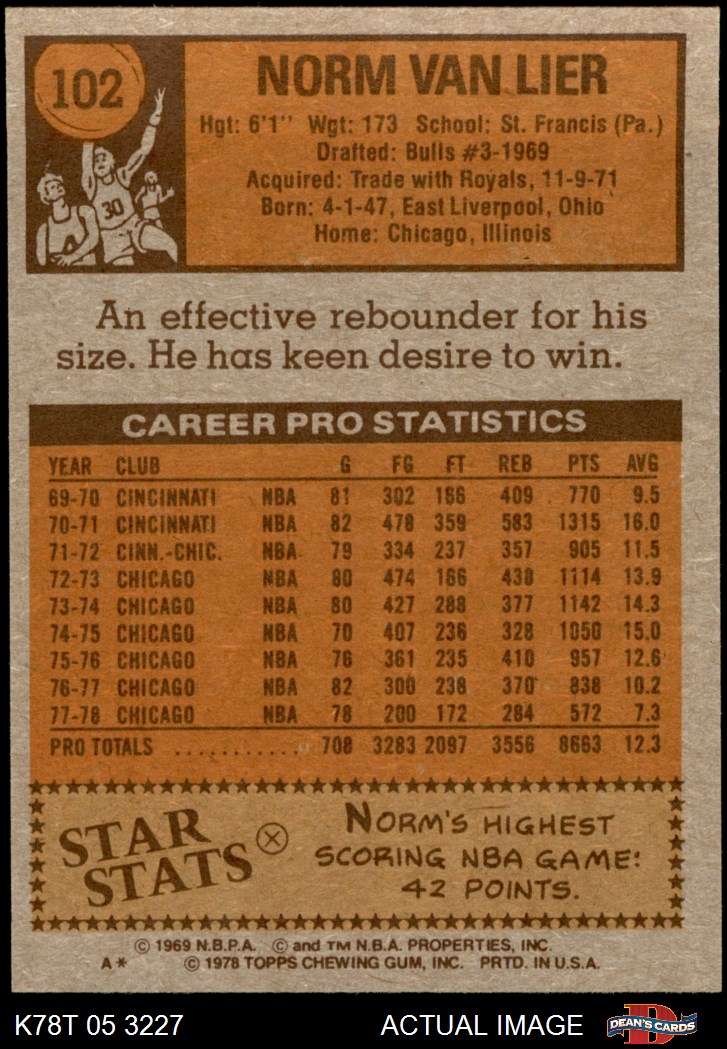 102
NORM VAN LIER
Hgt: 6'1" Wgt: 173 School: St. Francis (Pa.)
Drafted: Bulls #3-1969
Acquired: Trade with Royals, 11-9-71
Born: 4-1-47, East Liverpool, Ohio
Home: Chicago, Illinois
30
An effective rebounder for his
size. He has keen desire to win.
CAREER PRO STATISTICS
YEAR CLUB G FG FT REB PTS AVG
69-70 CINCINNATI NBA 81 302 166 409 770 9.5
70-71 CINCINNATI NBA 82 478 359 583 1315 16.0
71-72 CINN.-CHIC. NBA 79 334 237 357 905 11.5
72-73 CHICAGO NBA 80 474 166 438 1114 13.9
73-74 CHICAGO NBA 80 427 288 377 1142 14.3
74-75 CHICAGO NBA 70 407 236 328 1050 15.0
75-76 CHICAGO NBA 76 361 235 410 957 12.6
76-77 CHICAGO NBA 82 300 238 370 838 10.2
77-78 CHICAGO NBA 78 200 172 284 572 7.3
PRO TOTALS ........... 708 3283 2097 3556 8663 12.3
STAR
STATS
NORM'S HIGHEST
SCORING NBA GAME:
42 POINTS.
© 1969 N.B.P.A. © and TM N.B.A. PROPERTIES, INC.
A* © 1978 TOPPS CHEWING GUM, INC. PRTD. IN U.S.A.
K78T 05 3227 ACTUAL IMAGE D DEAN'S CARDS